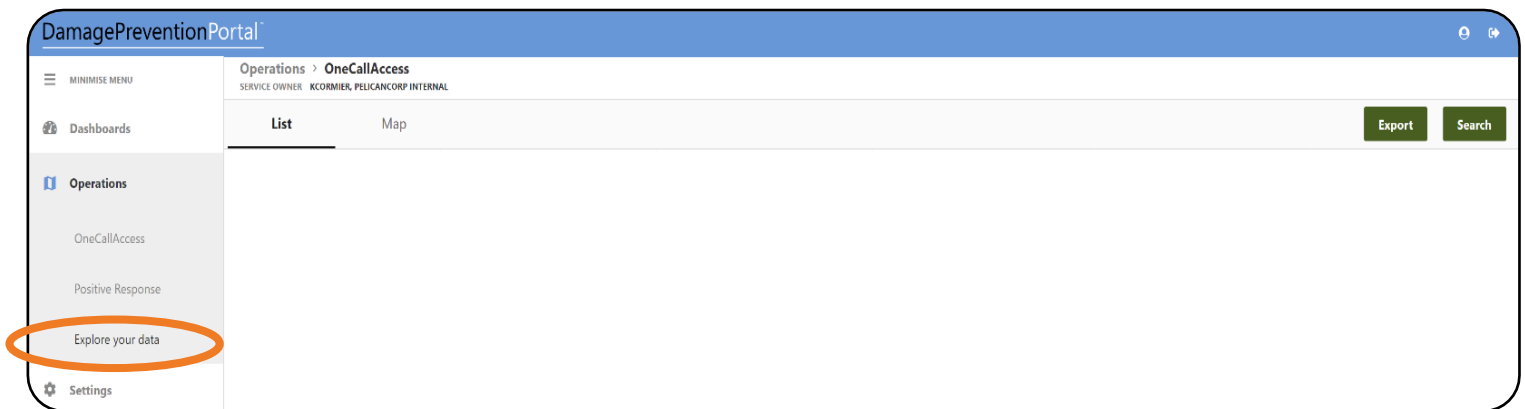 DamagePreventionPortal™
MINIMISE MENU
Dashboards
Operations
OneCallAccess
Positive Response
Explore your data
Settings
Operations > OneCallAccess
SERVICE OWNER KCORMIER, PELICANCORP INTERNAL
List Map
Export Search